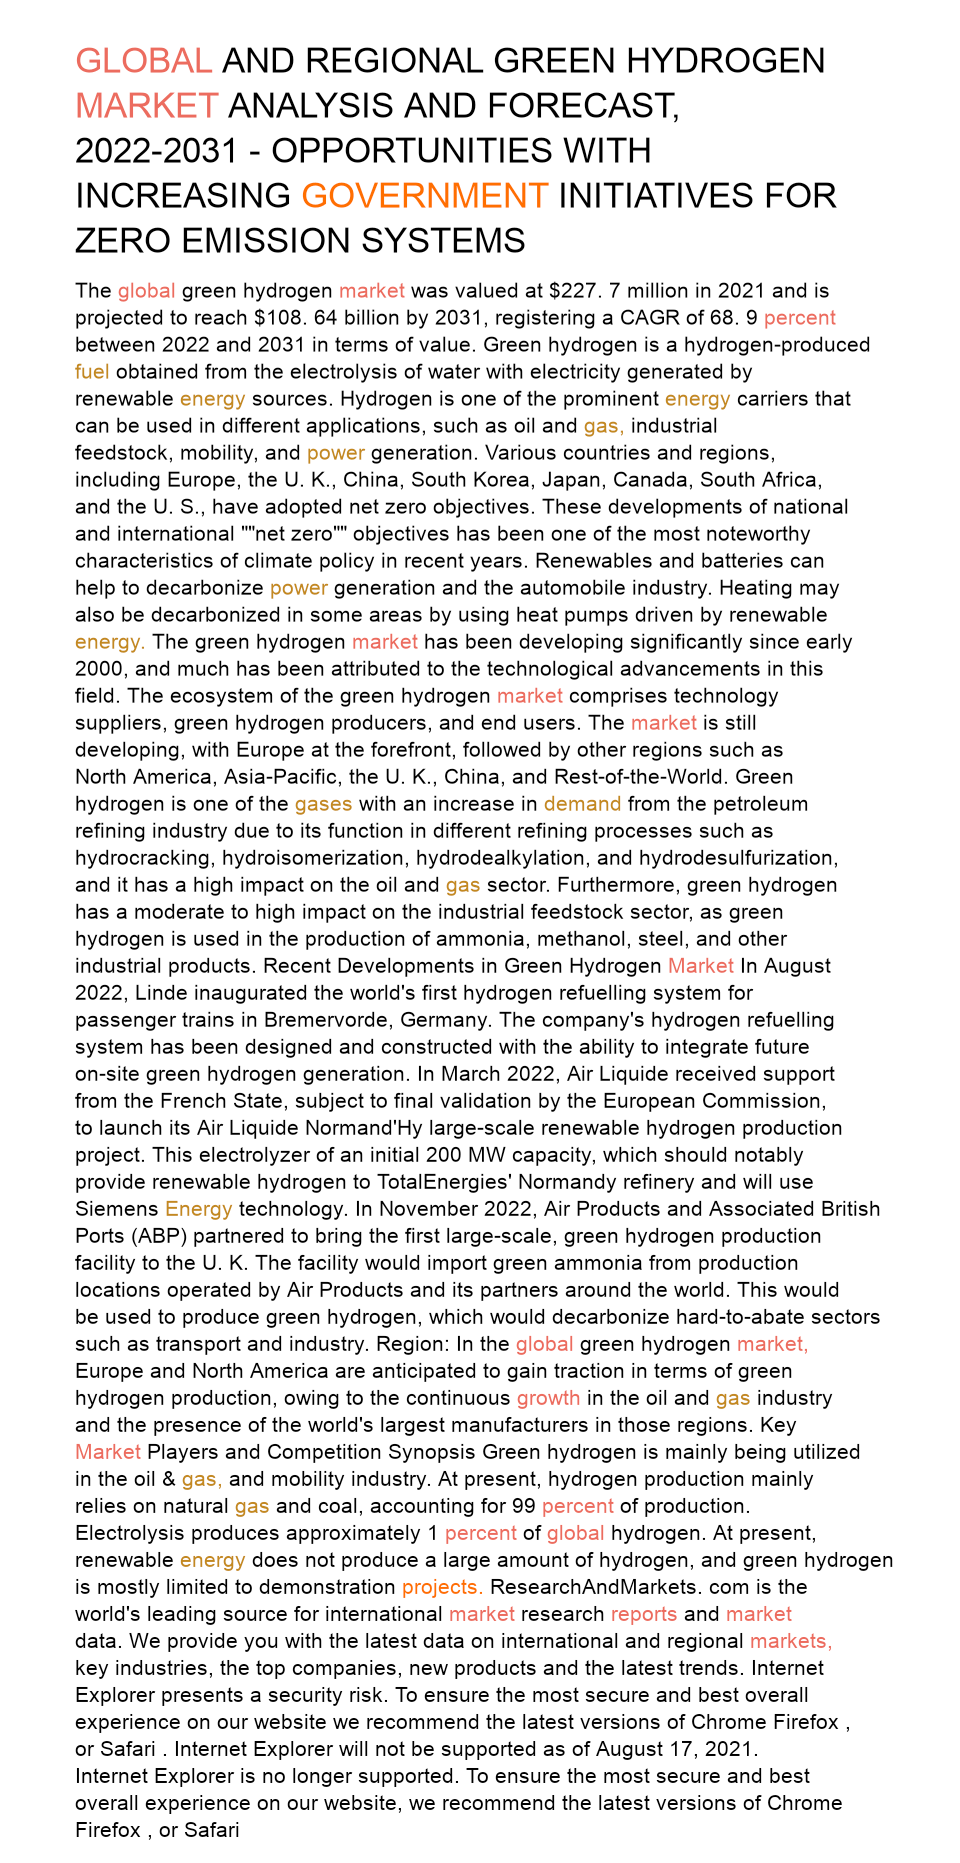 GLOBAL AND REGIONAL GREEN HYDROGEN
MARKET ANALYSIS AND FORECAST,
2022-2031 - OPPORTUNITIES WITH
INCREASING GOVERNMENT INITIATIVES FOR
ZERO EMISSION SYSTEMS
The global green hydrogen market was valued at $227. 7 million in 2021 and is
projected to reach $108. 64 billion by 2031, registering a CAGR of 68. 9 percent
between 2022 and 2031 in terms of value. Green hydrogen is a hydrogen-produced
fuel obtained from the electrolysis of water with electricity generated by
renewable energy sources. Hydrogen is one of the prominent energy carriers that
can be used in different applications, such as oil and gas, industrial
feedstock, mobility, and power generation. Various countries and regions,
including Europe, the U. K., China, South Korea, Japan, Canada, South Africa,
and the U. S., have adopted net zero objectives. These developments of national
and international ""net zero"" objectives has been one of the most noteworthy
characteristics of climate policy in recent years. Renewables and batteries can
help to decarbonize power generation and the automobile industry. Heating may
also be decarbonized in some areas by using heat pumps driven by renewable
energy. The green hydrogen market has been developing significantly since early
2000, and much has been attributed to the technological advancements in this
field. The ecosystem of the green hydrogen market comprises technology
suppliers, green hydrogen producers, and end users. The market is still
developing, with Europe at the forefront, followed by other regions such as
North America, Asia-Pacific, the U. K., China, and Rest-of-the-World. Green
hydrogen is one of the gases with an increase in demand from the petroleum
refining industry due to its function in different refining processes such as
hydrocracking, hydroisomerization, hydrodealkylation, and hydrodesulfurization,
and it has a high impact on the oil and gas sector. Furthermore, green hydrogen
has a moderate to high impact on the industrial feedstock sector, as green
hydrogen is used in the production of ammonia, methanol, steel, and other
industrial products. Recent Developments in Green Hydrogen Market In August
2022, Linde inaugurated the world's first hydrogen refuelling system for
passenger trains in Bremervorde, Germany. The company's hydrogen refuelling
system has been designed and constructed with the ability to integrate future
on-site green hydrogen generation. In March 2022, Air Liquide received support
from the French State, subject to final validation by the European Commission,
to launch its Air Liquide Normand'Hy large-scale renewable hydrogen production
project. This electrolyzer of an initial 200 MW capacity, which should notably
provide renewable hydrogen to TotalEnergies' Normandy refinery and will use
Siemens Energy technology. In November 2022, Air Products and Associated British
Ports (ABP) partnered to bring the first large-scale, green hydrogen production
facility to the U. K. The facility would import green ammonia from production
locations operated by Air Products and its partners around the world. This would
be used to produce green hydrogen, which would decarbonize hard-to-abate sectors
such as transport and industry. Region: In the global green hydrogen market,
Europe and North America are anticipated to gain traction in terms of green
hydrogen production, owing to the continuous growth in the oil and gas industry
and the presence of the world's largest manufacturers in those regions. Key
Market Players and Competition Synopsis Green hydrogen is mainly being utilized
in the oil & gas, and mobility industry. At present, hydrogen production mainly
relies on natural gas and coal, accounting for 99 percent of production.
Electrolysis produces approximately 1 percent of global hydrogen. At present,
renewable energy does not produce a large amount of hydrogen, and green hydrogen
is mostly limited to demonstration projects. ResearchAndMarkets. com is the
world's leading source for international market research reports and market
data. We provide you with the latest data on international and regional markets,
key industries, the top companies, new products and the latest trends. Internet
Explorer presents a security risk. To ensure the most secure and best overall
experience on our website we recommend the latest versions of Chrome Firefox ,
or Safari . Internet Explorer will not be supported as of August 17, 2021.
Internet Explorer is no longer supported. To ensure the most secure and best
overall experience on our website, we recommend the latest versions of Chrome
Firefox , or Safari